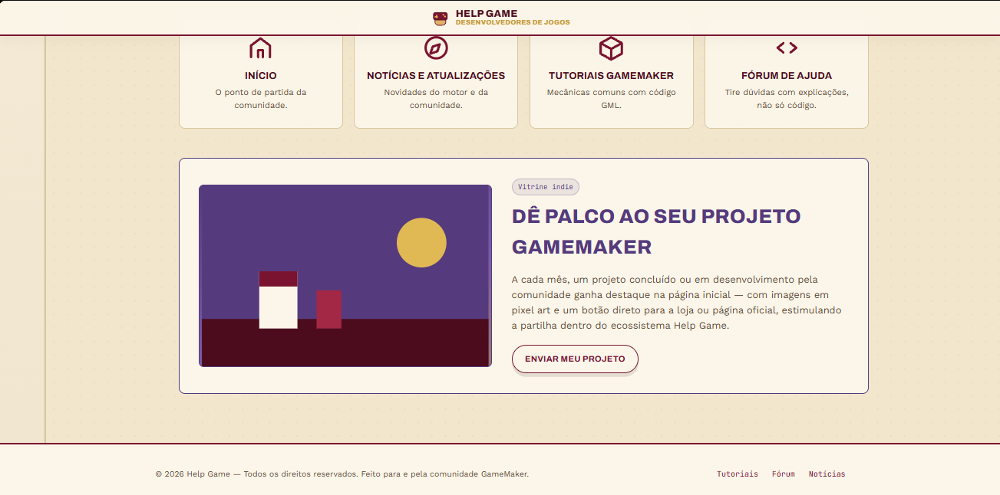 HELP GAME
DESENVOLVEDORES DE JOGOS
INÍCIO
O ponto de partida da
comunidade.
NOTÍCIAS E ATUALIZAÇÕES
Novidades do motor e da
comunidade.
TUTORIAIS GAMEMAKER
Mecânicas comuns com código
GML.
FÓRUM DE AJUDA
Tire dúvidas com explicações,
não só código.
Vitrine indie
DÊ PALCO AO SEU PROJETO
GAMEMAKER
A cada mês, um projeto concluído ou em desenvolvimento pela
comunidade ganha destaque na página inicial — com imagens em
pixel art e um botão direto para a loja ou página oficial, estimulando
a partilha dentro do ecossistema Help Game.
ENVIAR MEU PROJETO
© 2026 Help Game — Todos os direitos reservados. Feito para e pela comunidade GameMaker.
Tutoriais Fórum Notícias